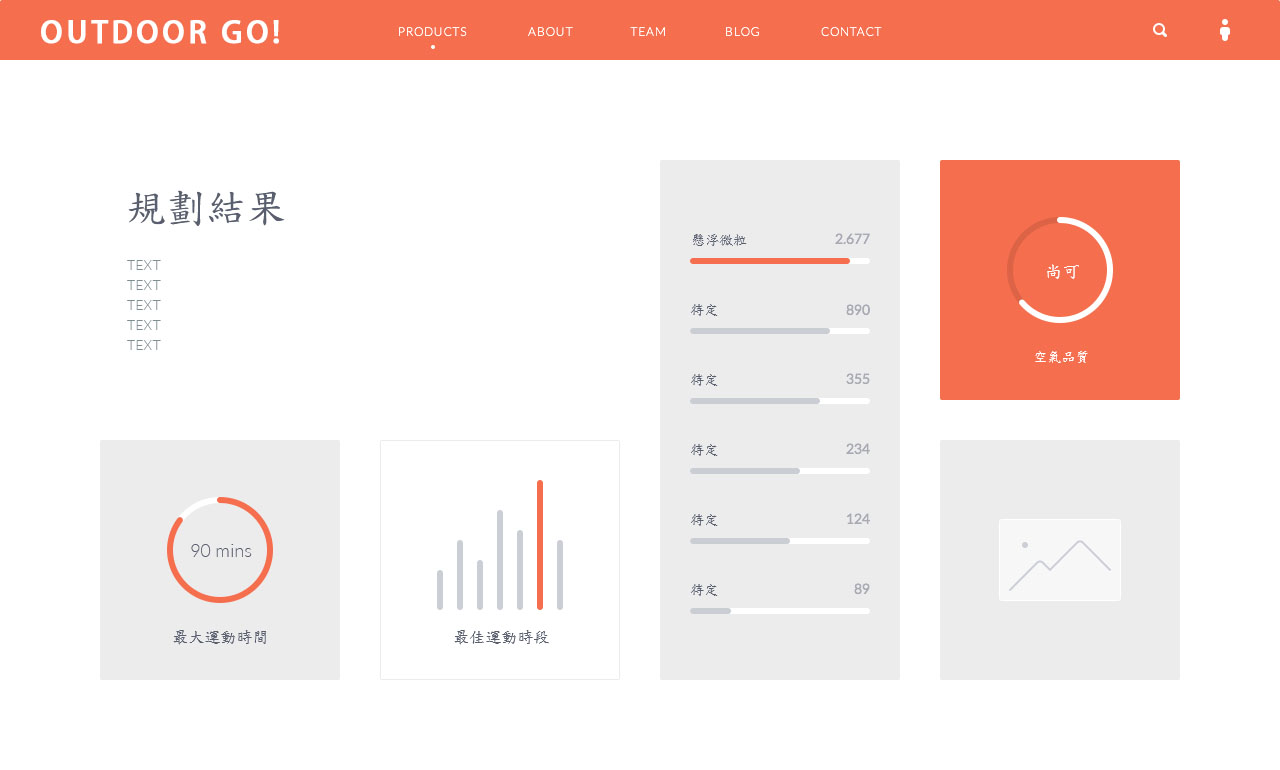 OUTDOOR GO!
PRODUCTS
ABOUT
TEAM
BLOG
CONTACT
規劃結果
TEXT
TEXT
TEXT
TEXT
TEXT
90 mins
最大運動時間
最佳運動時段
懸浮微粒 2.677
待定 890
待定 355
待定 234
待定 124
待定 89
尚可
空氣品質